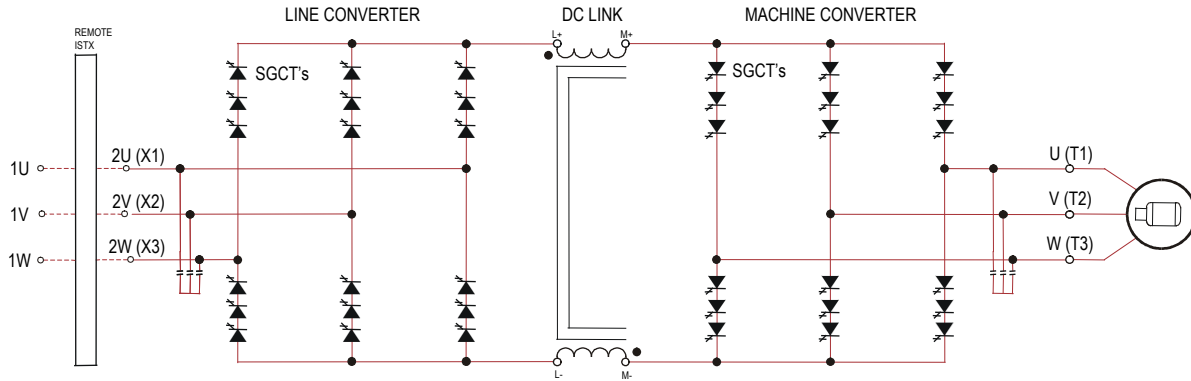 LINE CONVERTER
DC LINK
MACHINE CONVERTER
REMOTE
ISTX
L+
M+
SGCT's
SGCT's
1U
2U (X1)
U (T1)
1V
2V (X2)
V (T2)
1W
2W (X3)
W (T3)
L-
M-